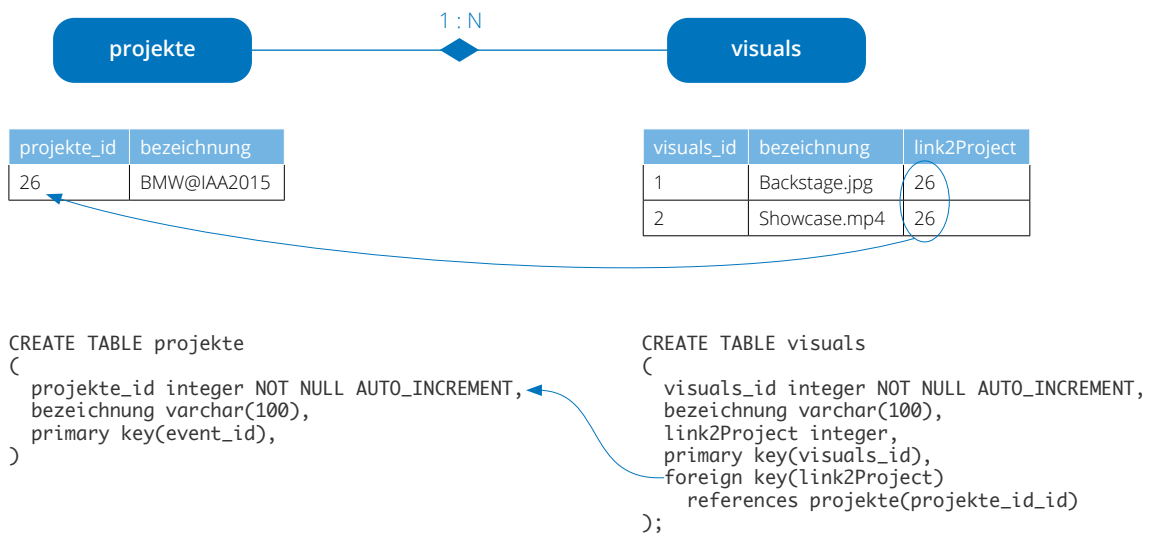 1 : N
projekte
visuals
projekte_id bezeichnung
26 BMW@IAA2015
visuals_id bezeichnung link2Project
1 Backstage.jpg 26
2 Showcase.mp4 26
CREATE TABLE projekte
(
projekte_id integer NOT NULL AUTO_INCREMENT,
bezeichnung varchar(100),
primary key(event_id),
)
CREATE TABLE visuals
(
visuals_id integer NOT NULL AUTO_INCREMENT,
bezeichnung varchar(100),
link2Project integer,
primary key(visuals_id),
foreign key(link2Project)
references projekte(projekte_id_id)
);